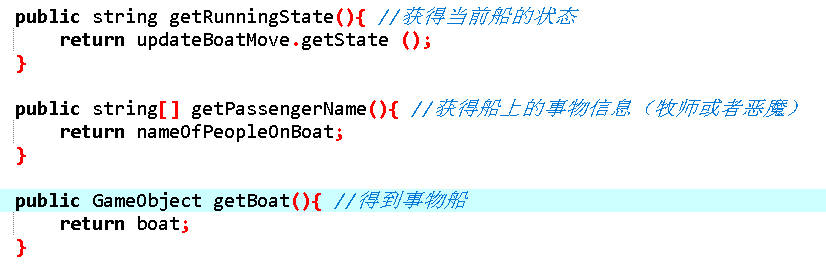 public string getRunningState(){ //获得当前船的状态
return updateBoatMove.getState ();
}
public string[] getPassengerName(){ //获得船上的事物信息（牧师或者恶魔）
return nameOfPeopleOnBoat;
}
public GameObject getBoat(){ //得到事物船
return boat;
}